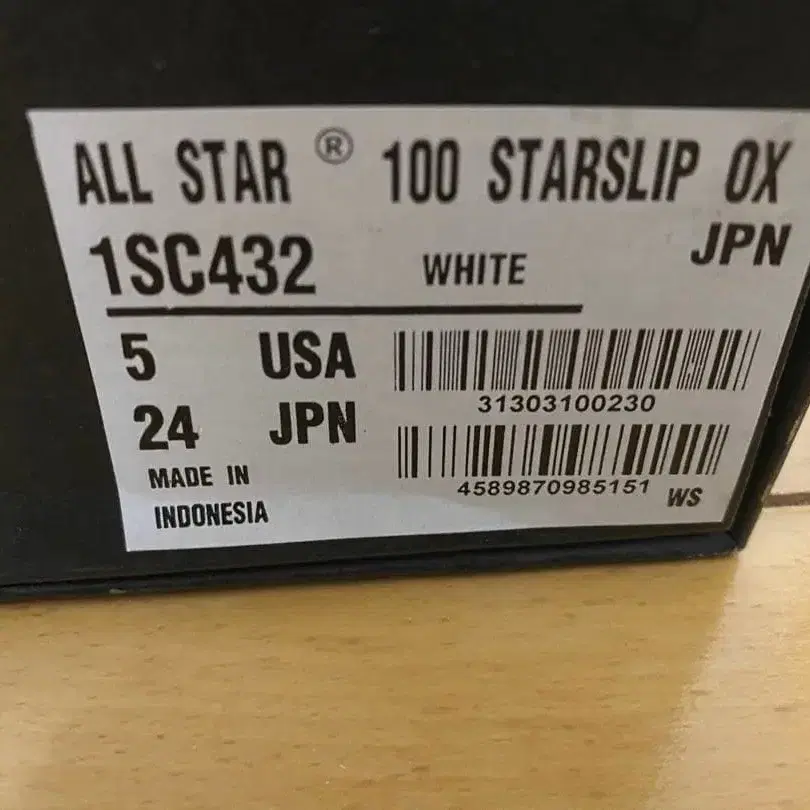 ALL STAR ® 100 STARSLIP OX
1SC432 WHITE JPN
5 USA
31303100230
24 JPN
4589870985151 WS
MADE IN
INDONESIA